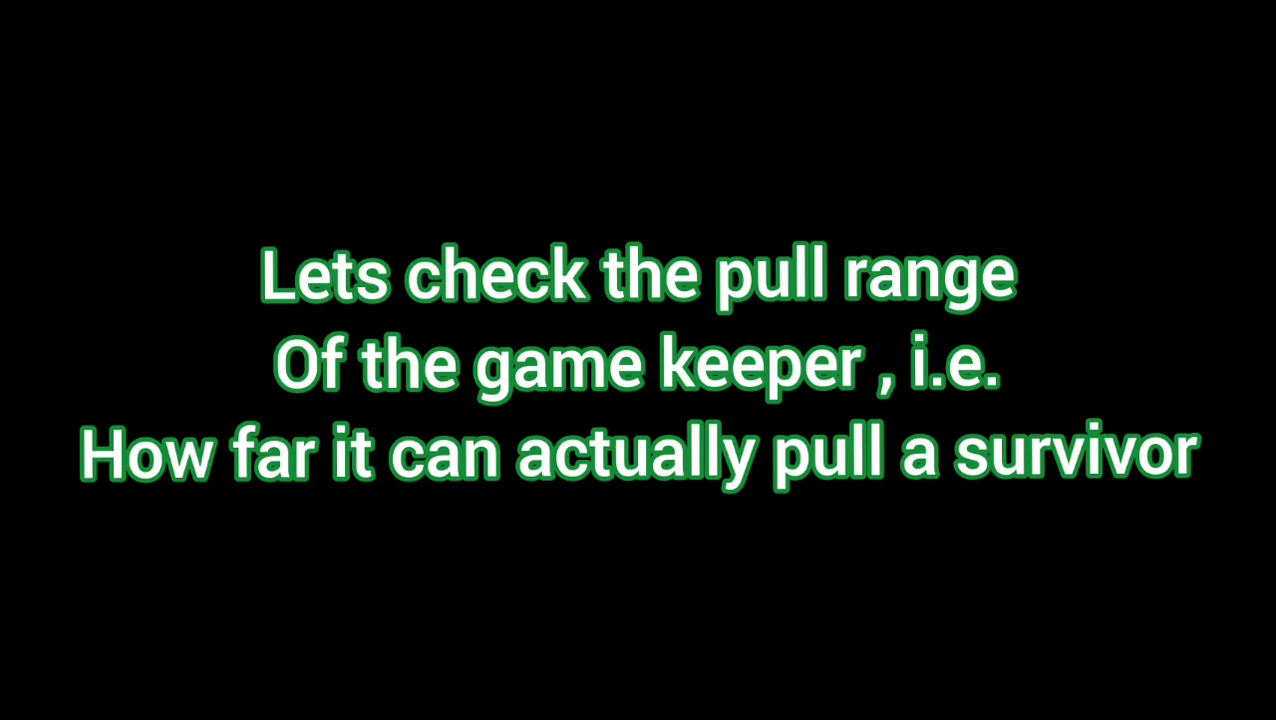 Lets check the pull range
Of the game keeper , i.e.
How far it can actually pull a survivor